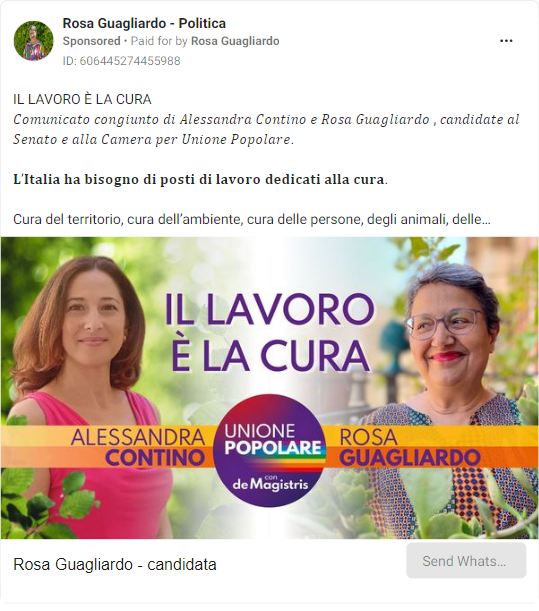 Rosa Guagliardo - Politica
Sponsored • Paid for by Rosa Guagliardo
ID: 606445274455988
IL LAVORO È LA CURA
Comunicato congiunto di Alessandra Contino e Rosa Guagliardo , candidate al
Senato e alla Camera per Unione Popolare.
L'Italia ha bisogno di posti di lavoro dedicati alla cura.
Cura del territorio, cura dell’ambiente, cura delle persone, degli animali, delle…
IL LAVORO
È LA CURA
ALESSANDRA
CONTINO
UNIONE
POPOLARE
con
de Magistris
ROSA
GUAGLIARDO
Rosa Guagliardo - candidata
Send Whats...